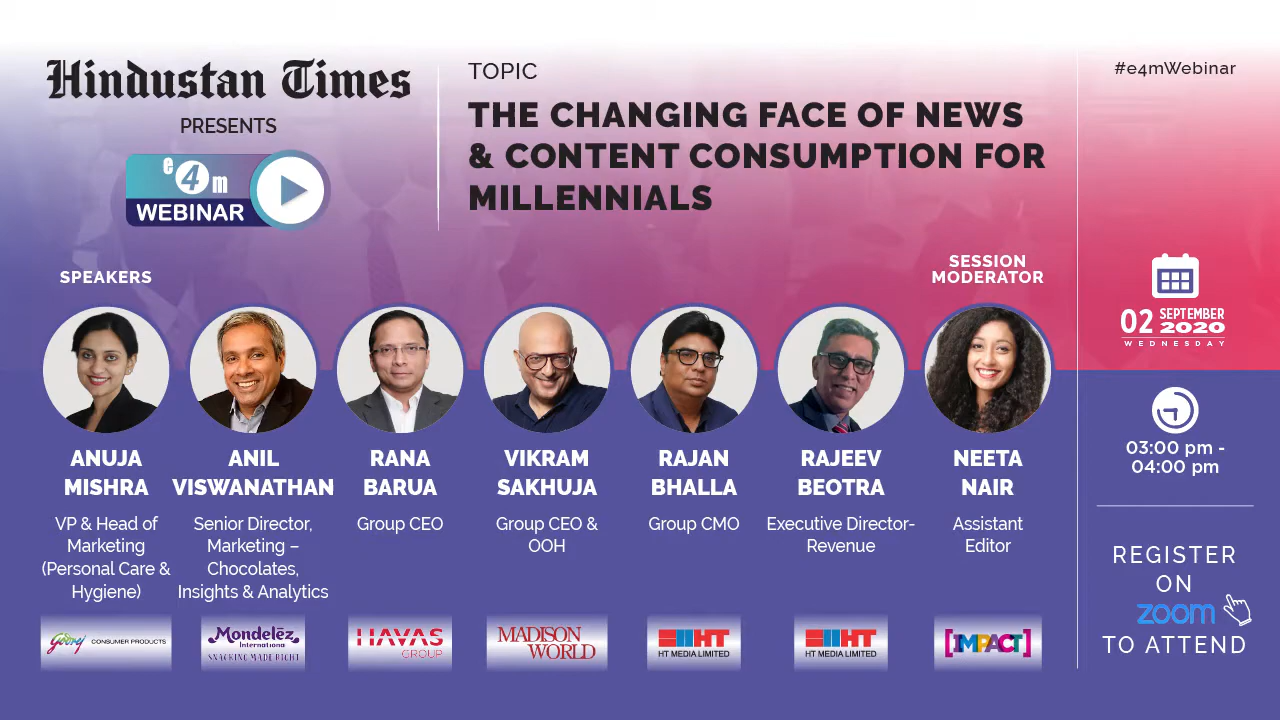 Hindustan Times
PRESENTS
e4m
WEBINAR
TOPIC
THE CHANGING FACE OF NEWS
& CONTENT CONSUMPTION FOR
MILLENNIALS
#e4mWebinar
SPEAKERS
SESSION
MODERATOR
02 SEPTEMBER
2020
WEDNESDAY
03:00 pm -
04:00 pm
REGISTER
ON
zoom
TO ATTEND
ANUJA
MISHRA
VP & Head of
Marketing
(Personal Care &
Hygiene)
Godrej CONSUMER PRODUCTS
ANIL
VISWANATHAN
Senior Director,
Marketing –
Chocolates,
Insights & Analytics
Mondelēz
International
SNACKING MADE RIGHT
RANA
BARUA
Group CEO
HAVAS
GROUP
VIKRAM
SAKHUJA
Group CEO &
OOH
MADISON
WORLD
RAJAN
BHALLA
Group CMO
HT
HT MEDIA LIMITED
RAJEEV
BEOTRA
Executive Director-
Revenue
HT
HT MEDIA LIMITED
NEETA
NAIR
Assistant
Editor
[IMPACT]